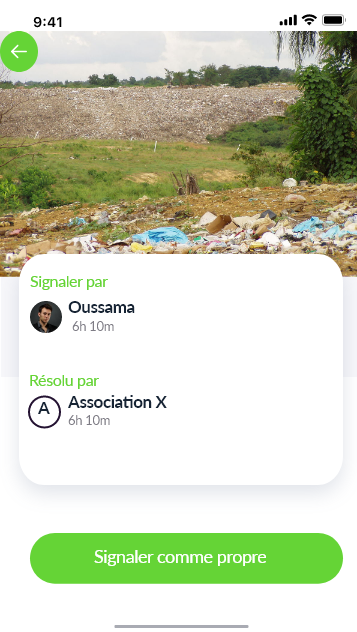 9:41
Signaler par
Oussama
6h 10m
Résolu par
A
Association X
6h 10m
Signaler comme propre